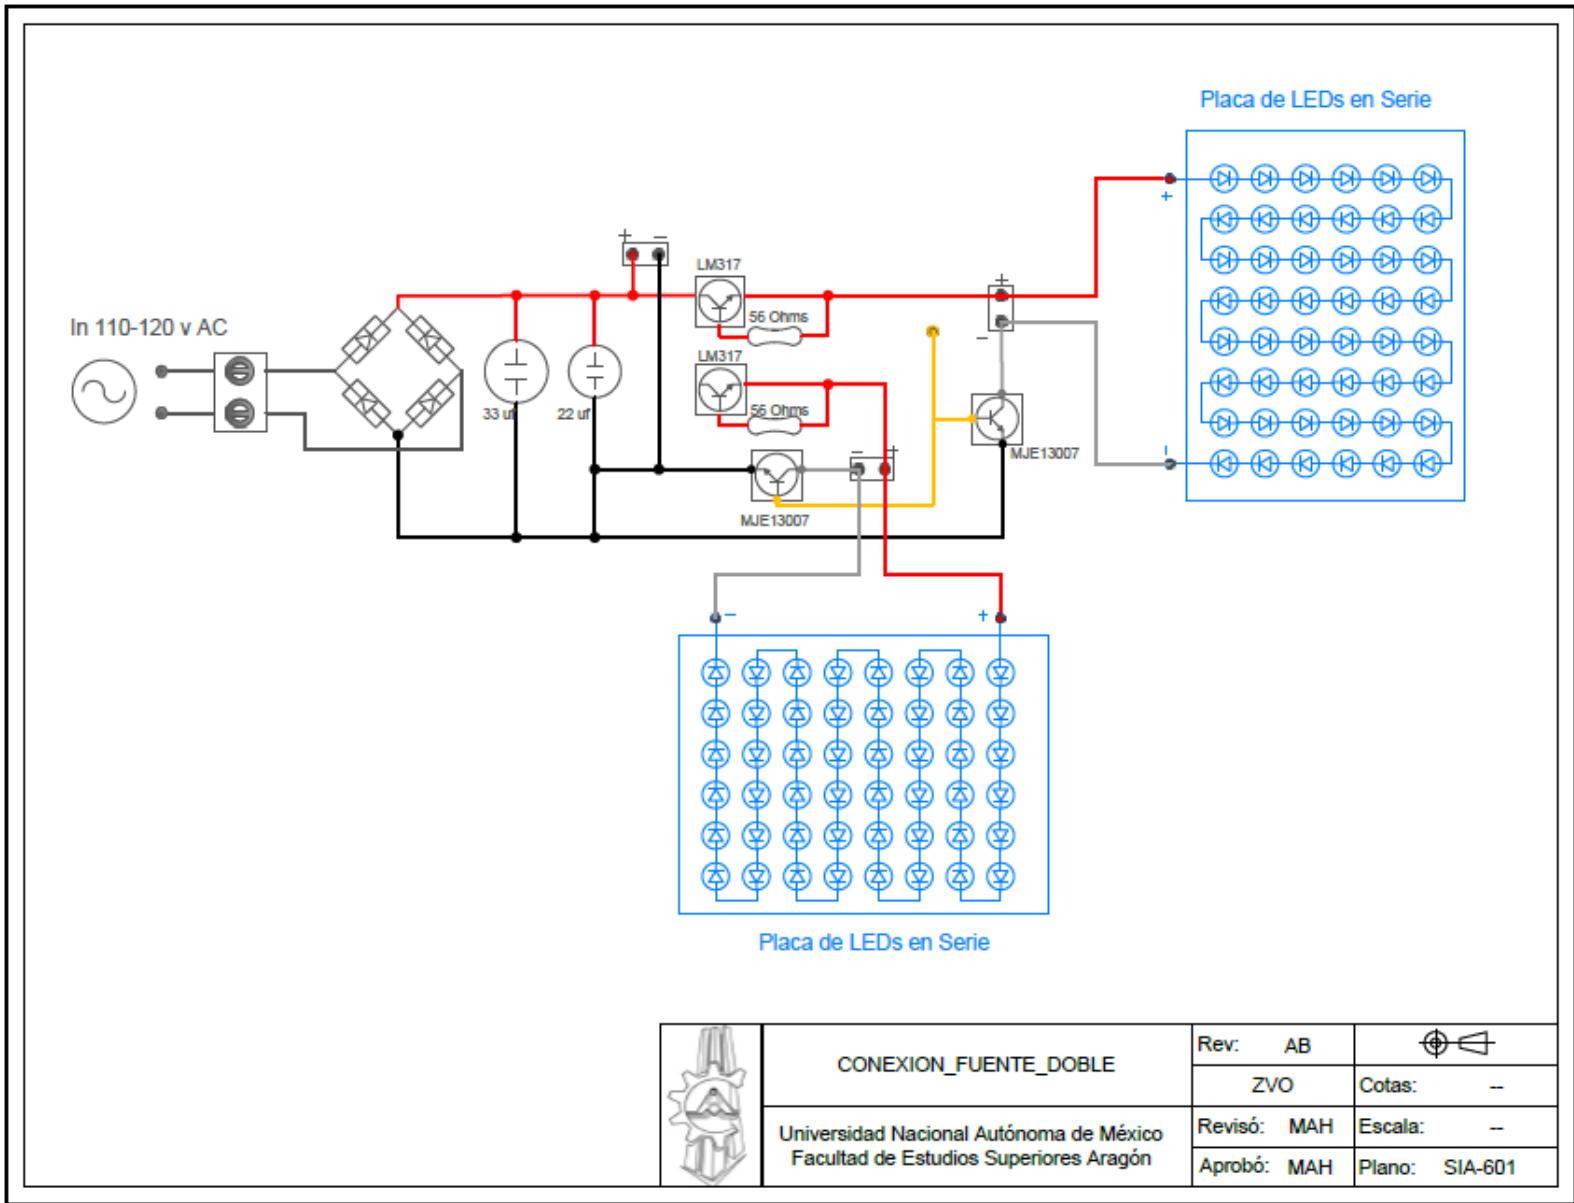 Placa de LEDs en Serie
+
+ −
LM317
+
In 110-120 v AC
56 Ohms
−
LM317
33 uf
22 uf
56 Ohms
− +
MJE13007
−
MJE13007
− +
Placa de LEDs en Serie
CONEXION_FUENTE_DOBLE
Rev: AB
ZVO
Cotas: --
Universidad Nacional Autónoma de México
Facultad de Estudios Superiores Aragón
Revisó: MAH
Escala: --
Aprobó: MAH
Plano: SIA-601